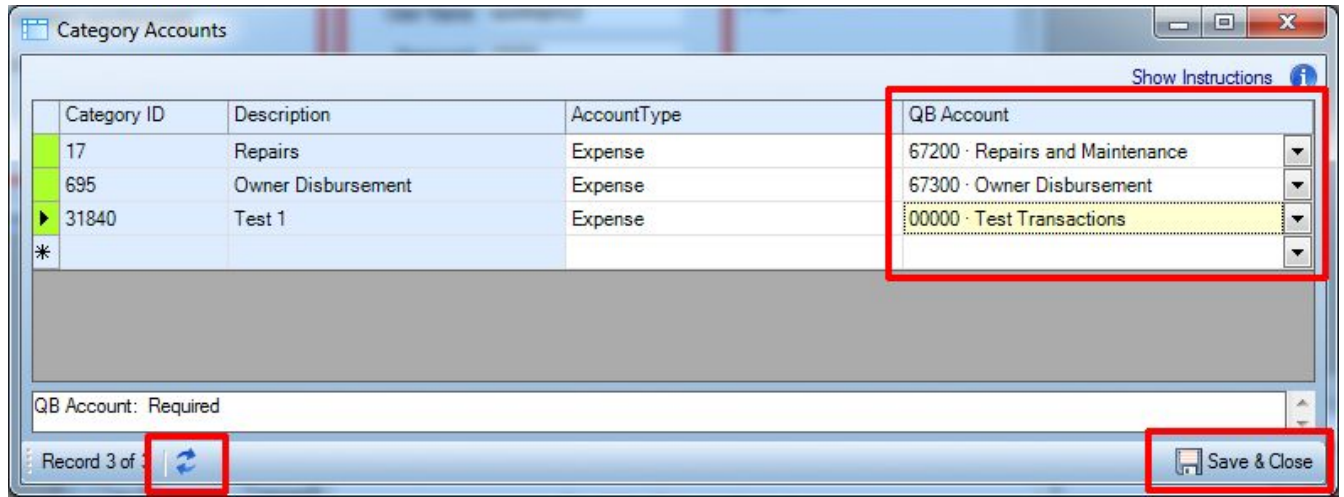 Category Accounts
Show Instructions
Category ID Description AccountType QB Account
17 Repairs Expense 67200 · Repairs and Maintenance
695 Owner Disbursement Expense 67300 · Owner Disbursement
31840 Test 1 Expense 00000 · Test Transactions
QB Account: Required
Record 3 of
Save & Close